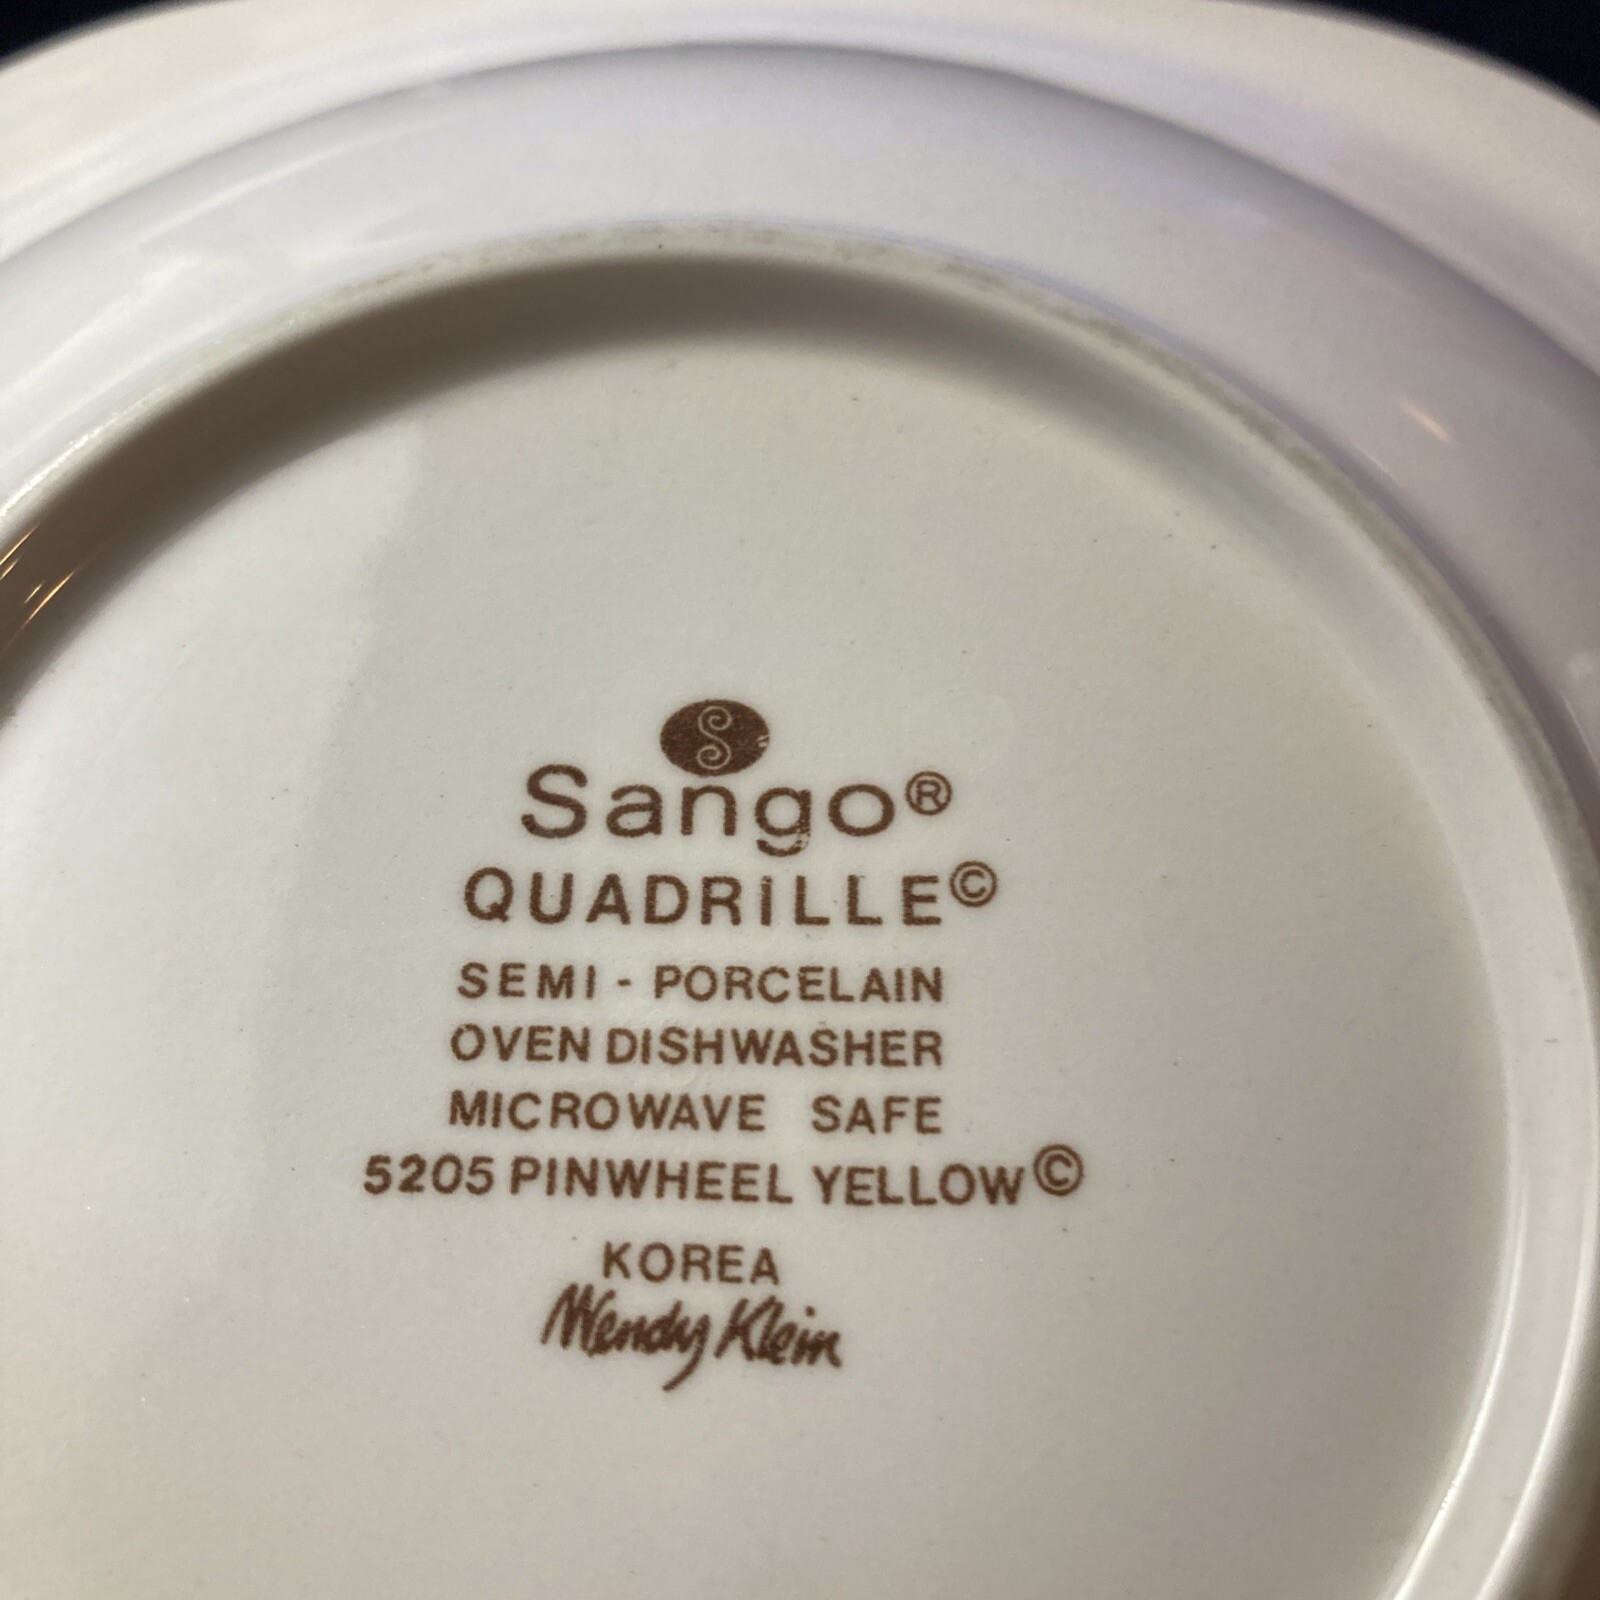 S
Sango®
QUADRILLE©
SEMI - PORCELAIN
OVEN DISHWASHER
MICROWAVE SAFE
5205 PINWHEEL YELLOW©
KOREA
Wendy Klein